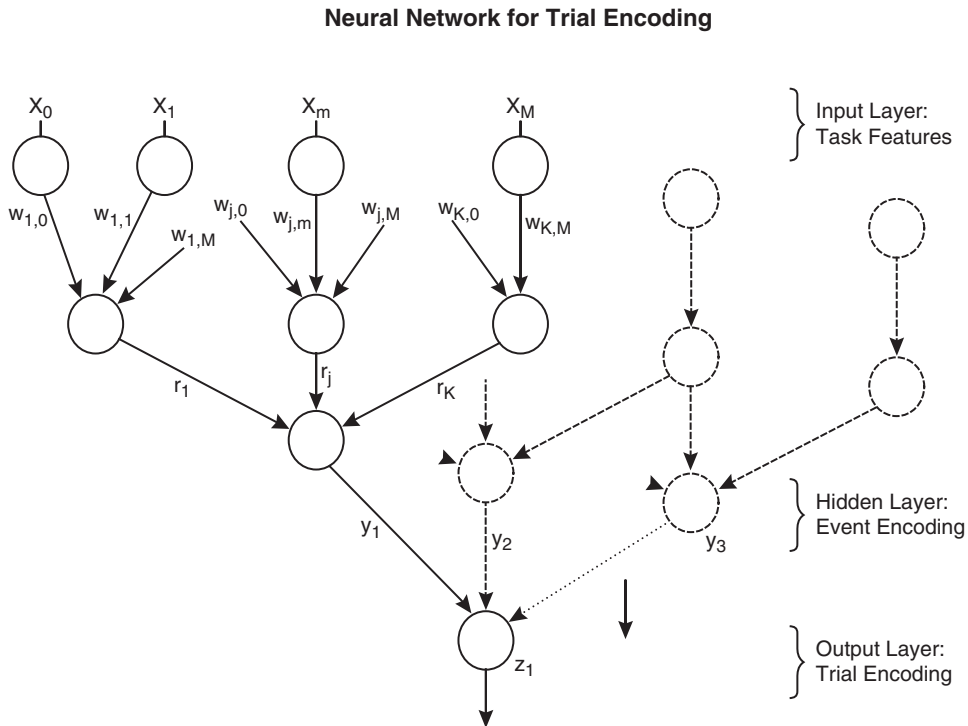 Neural Network for Trial Encoding
X0 X1 Xm XM
Input Layer:
Task Features
w1,0 w1,1 w1,M wj,0 wj,m wj,M wK,0 wK,M
r1 rj rK
y1 y2 y3
Hidden Layer:
Event Encoding
z1
Output Layer:
Trial Encoding